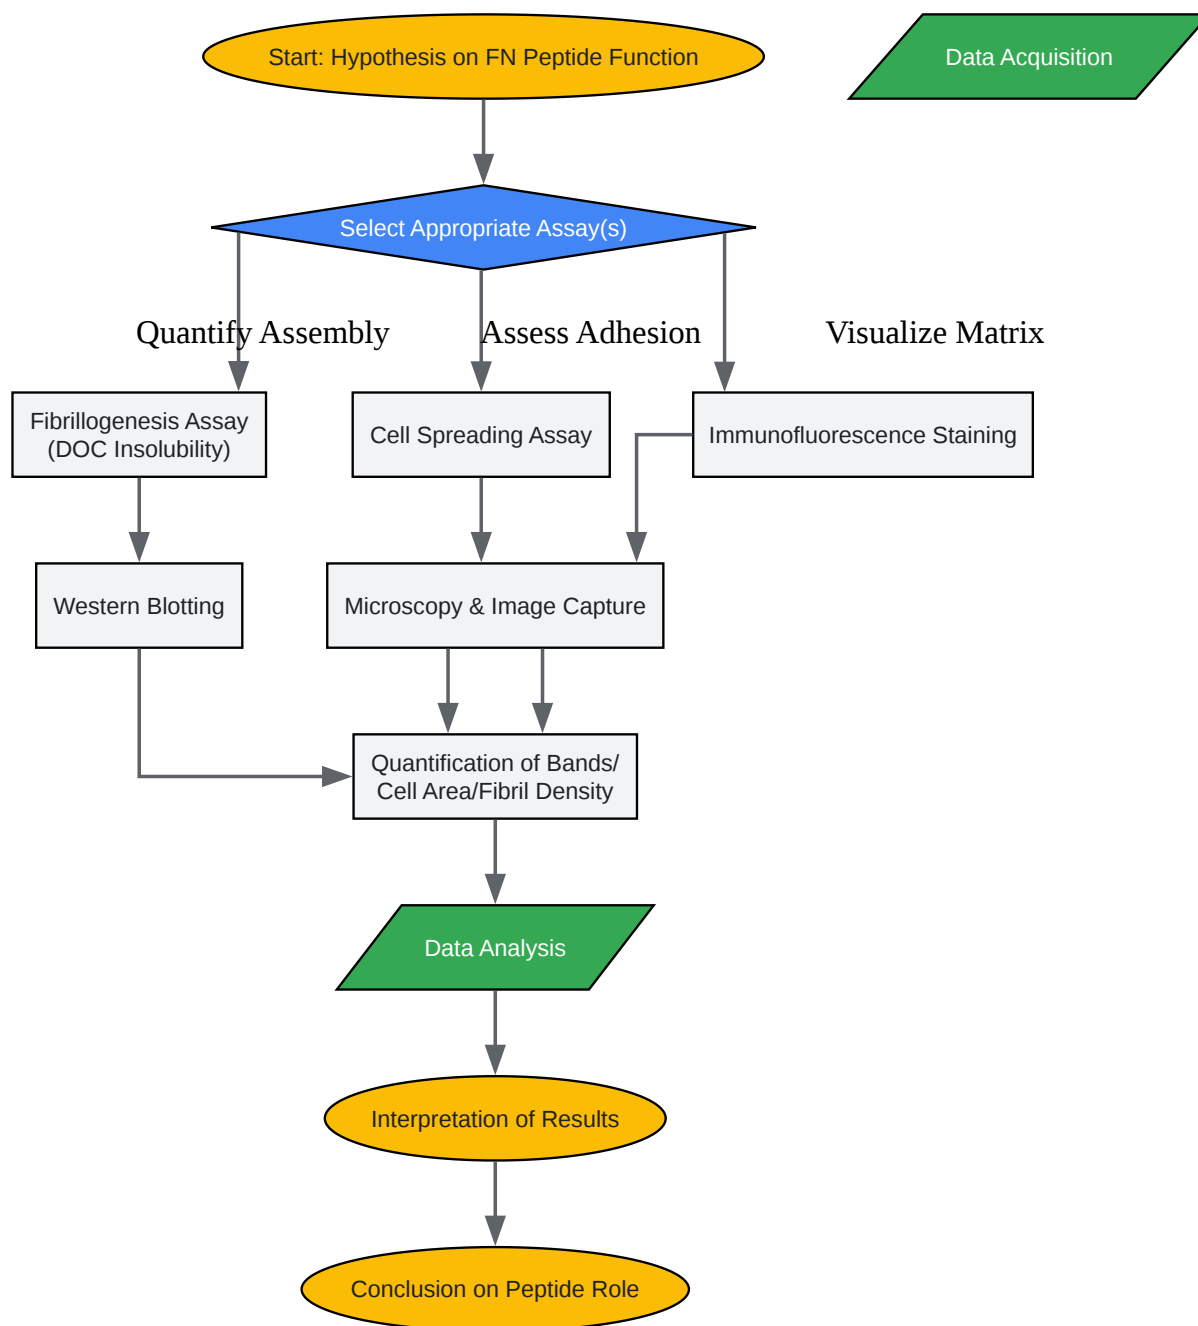 Start: Hypothesis on FN Peptide Function
Data Acquisition
Select Appropriate Assay(s)
Quantify Assembly
Assess Adhesion
Visualize Matrix
Fibrillogenesis Assay
(DOC Insolubility)
Cell Spreading Assay
Immunofluorescence Staining
Western Blotting
Microscopy & Image Capture
Quantification of Bands/
Cell Area/Fibril Density
Data Analysis
Interpretation of Results
Conclusion on Peptide Role